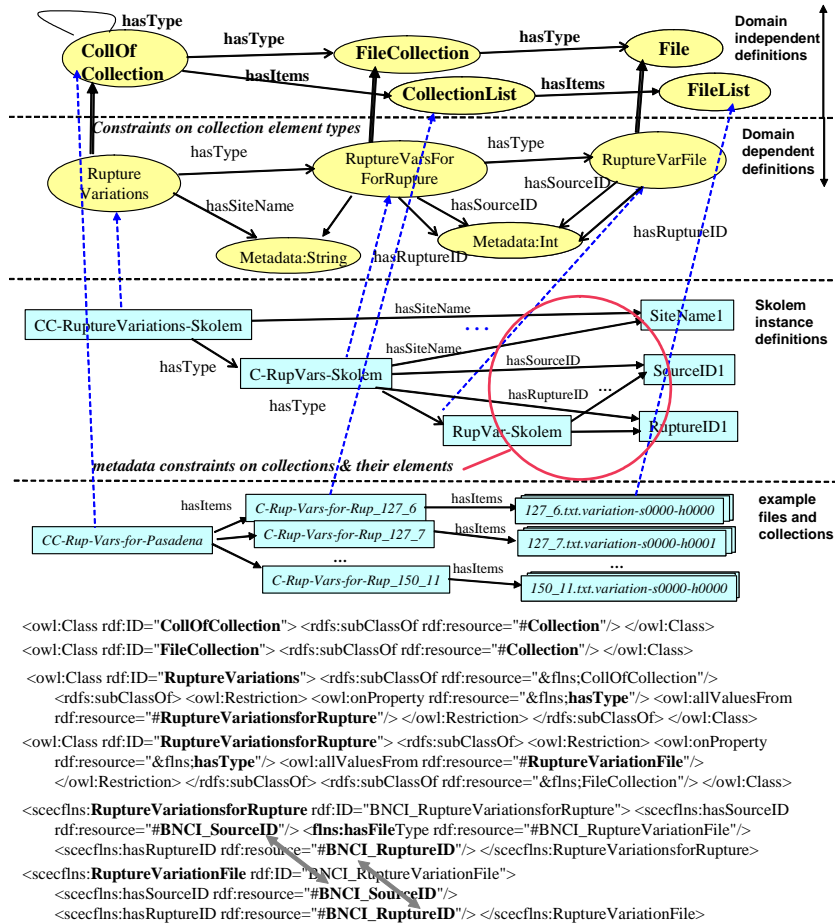 hasType
Domain independent definitions
CollOf Collection
hasType
FileCollection
hasType
File
hasItems
CollectionList
hasItems
FileList
Constraints on collection element types
Domain dependent definitions
Rupture Variations
hasType
RuptureVarsFor ForRupture
hasType
RuptureVarFile
hasSiteName
hasSourceID
hasSourceID
Metadata:String
hasRuptureID
Metadata:Int
hasRuptureID
CC-RuptureVariations-Skolem
hasSiteName
...
SiteName1
Skolem instance definitions
hasType
hasSiteName
C-RupVars-Skolem
hasSourceID
SourceID1
hasType
hasRuptureID
...
RupVar-Skolem
RuptureID1
metadata constraints on collections & their elements
hasItems
C-Rup-Vars-for-Rup_127_6
hasItems
127_6.txt.variation-s0000-h0000
example files and collections
CC-Rup-Vars-for-Pasadena
C-Rup-Vars-for-Rup_127_7
hasItems
127_7.txt.variation-s0000-h0001
...
...
C-Rup-Vars-for-Rup_150_11
hasItems
150_11.txt.variation-s0000-h0000
<owl:Class rdf:ID="CollOfCollection"> <rdfs:subClassOf rdf:resource="#Collection"/> </owl:Class>
<owl:Class rdf:ID="FileCollection"> <rdfs:subClassOf rdf:resource="#Collection"/> </owl:Class>
<owl:Class rdf:ID="RuptureVariations"> <rdfs:subClassOf rdf:resource="&flns;CollOfCollection"/>
<rdfs:subClassOf> <owl:Restriction> <owl:onProperty rdf:resource="&flns;hasType"/> <owl:allValuesFrom
rdf:resource="#RuptureVariationsforRupture"/> </owl:Restriction> </rdfs:subClassOf> </owl:Class>
<owl:Class rdf:ID="RuptureVariationsforRupture"> <rdfs:subClassOf> <owl:Restriction> <owl:onProperty
rdf:resource="&flns;hasType"/> <owl:allValuesFrom rdf:resource="#RuptureVariationFile"/>
</owl:Restriction> </rdfs:subClassOf> <rdfs:subClassOf rdf:resource="&flns;FileCollection"/> </owl:Class>
<scecflns:RuptureVariationsforRupture rdf:ID="BNCI_RuptureVariationsforRupture"> <scecflns:hasSourceID
rdf:resource="#BNCI_SourceID"/> <flns:hasFileType rdf:resource="#BNCI_RuptureVariationFile"/>
<scecflns:hasRuptureID rdf:resource="#BNCI_RuptureID"/> </scecflns:RuptureVariationsforRupture>
<scecflns:RuptureVariationFile rdf:ID="BNCI_RuptureVariationFile">
<scecflns:hasSourceID rdf:resource="#BNCI_SourceID"/>
<scecflns:hasRuptureID rdf:resource="#BNCI_RuptureID"/> </scecflns:RuptureVariationFile>